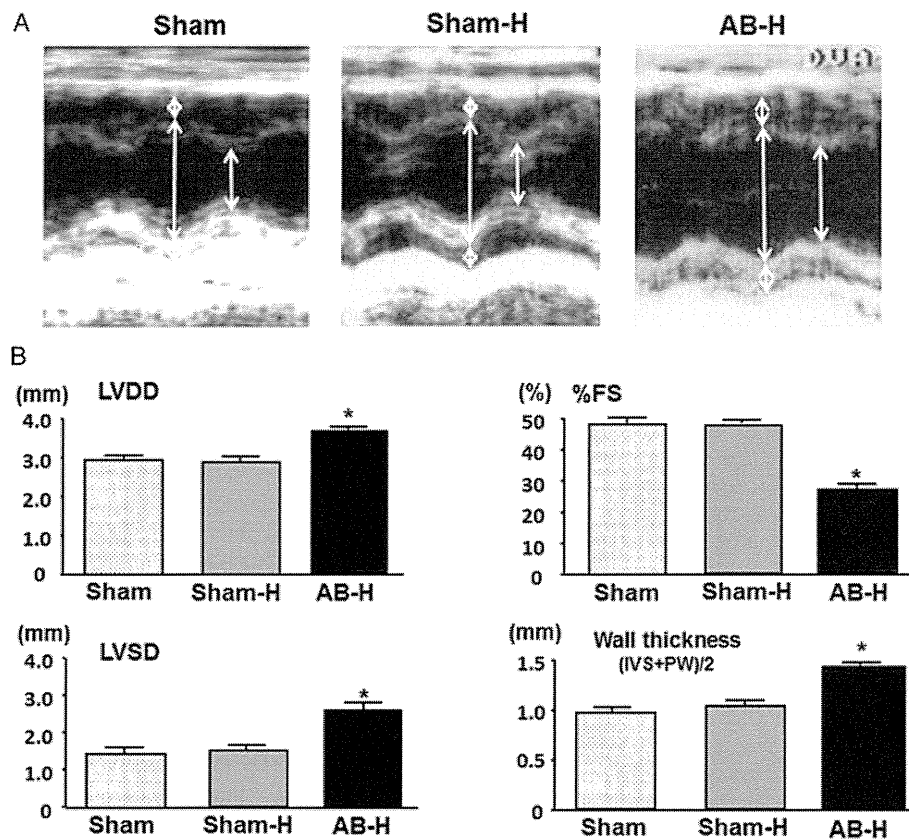 A
Sham
Sham-H
AB-H
B
(mm)
LVDD
4.0
3.0
2.0
1.0
0
Sham
Sham-H
AB-H
*
(%)
%FS
50
40
30
20
10
0
Sham
Sham-H
AB-H
*
(mm)
LVSD
4.0
3.0
2.0
1.0
0
Sham
Sham-H
AB-H
*
(mm)
Wall thickness
(IVS+PW)/2
1.5
1.0
0.5
0
Sham
Sham-H
AB-H
*